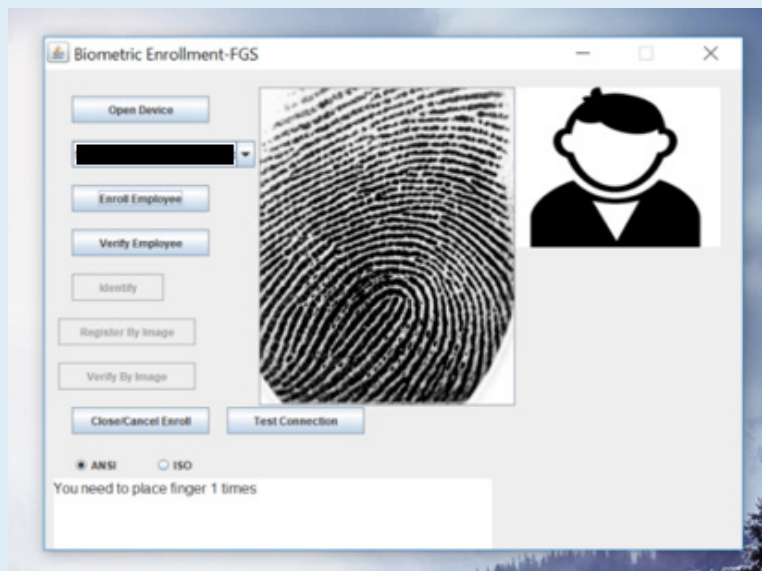 Biometric Enrollment-FGS
Open Device
Enroll Employee
Verify Employee
Identify
Register By Image
Verify By Image
Close/Cancel Enroll
Test Connection
ANSI
ISO
You need to place finger 1 times